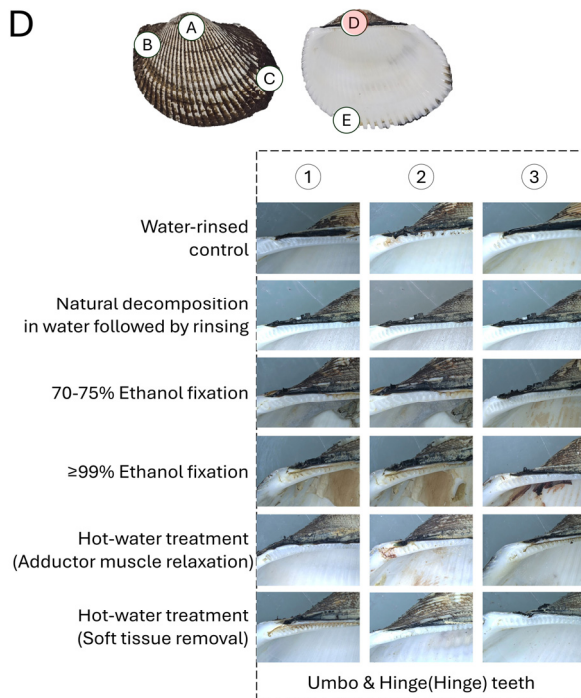 D
A
B
C
D
E
1
2
3
Water-rinsed
control
Natural decomposition
in water followed by rinsing
70-75% Ethanol fixation
≥99% Ethanol fixation
Hot-water treatment
(Adductor muscle relaxation)
Hot-water treatment
(Soft tissue removal)
Umbo & Hinge(Hinge) teeth